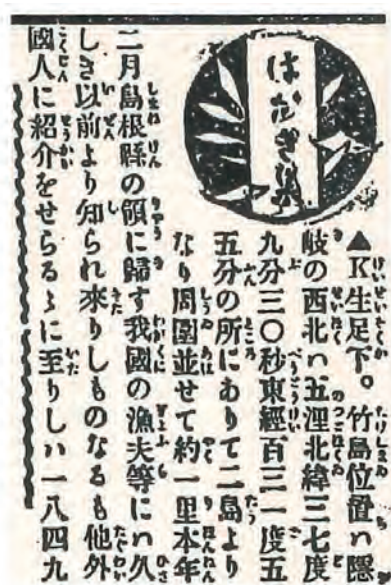 はがき集
▲K生足下。竹島位置ハ隱
岐の西北ハ五浬北緯三七度
九分三〇秒東經百三一度五
五分の所にありて二島より
なり周圍並せて約一里本年
二月島根縣の領に歸す我國の漁夫等にハ久
しき以前より知られ來りしものなるも他外
國人に紹介をせらるゝに至りしハ一八四九